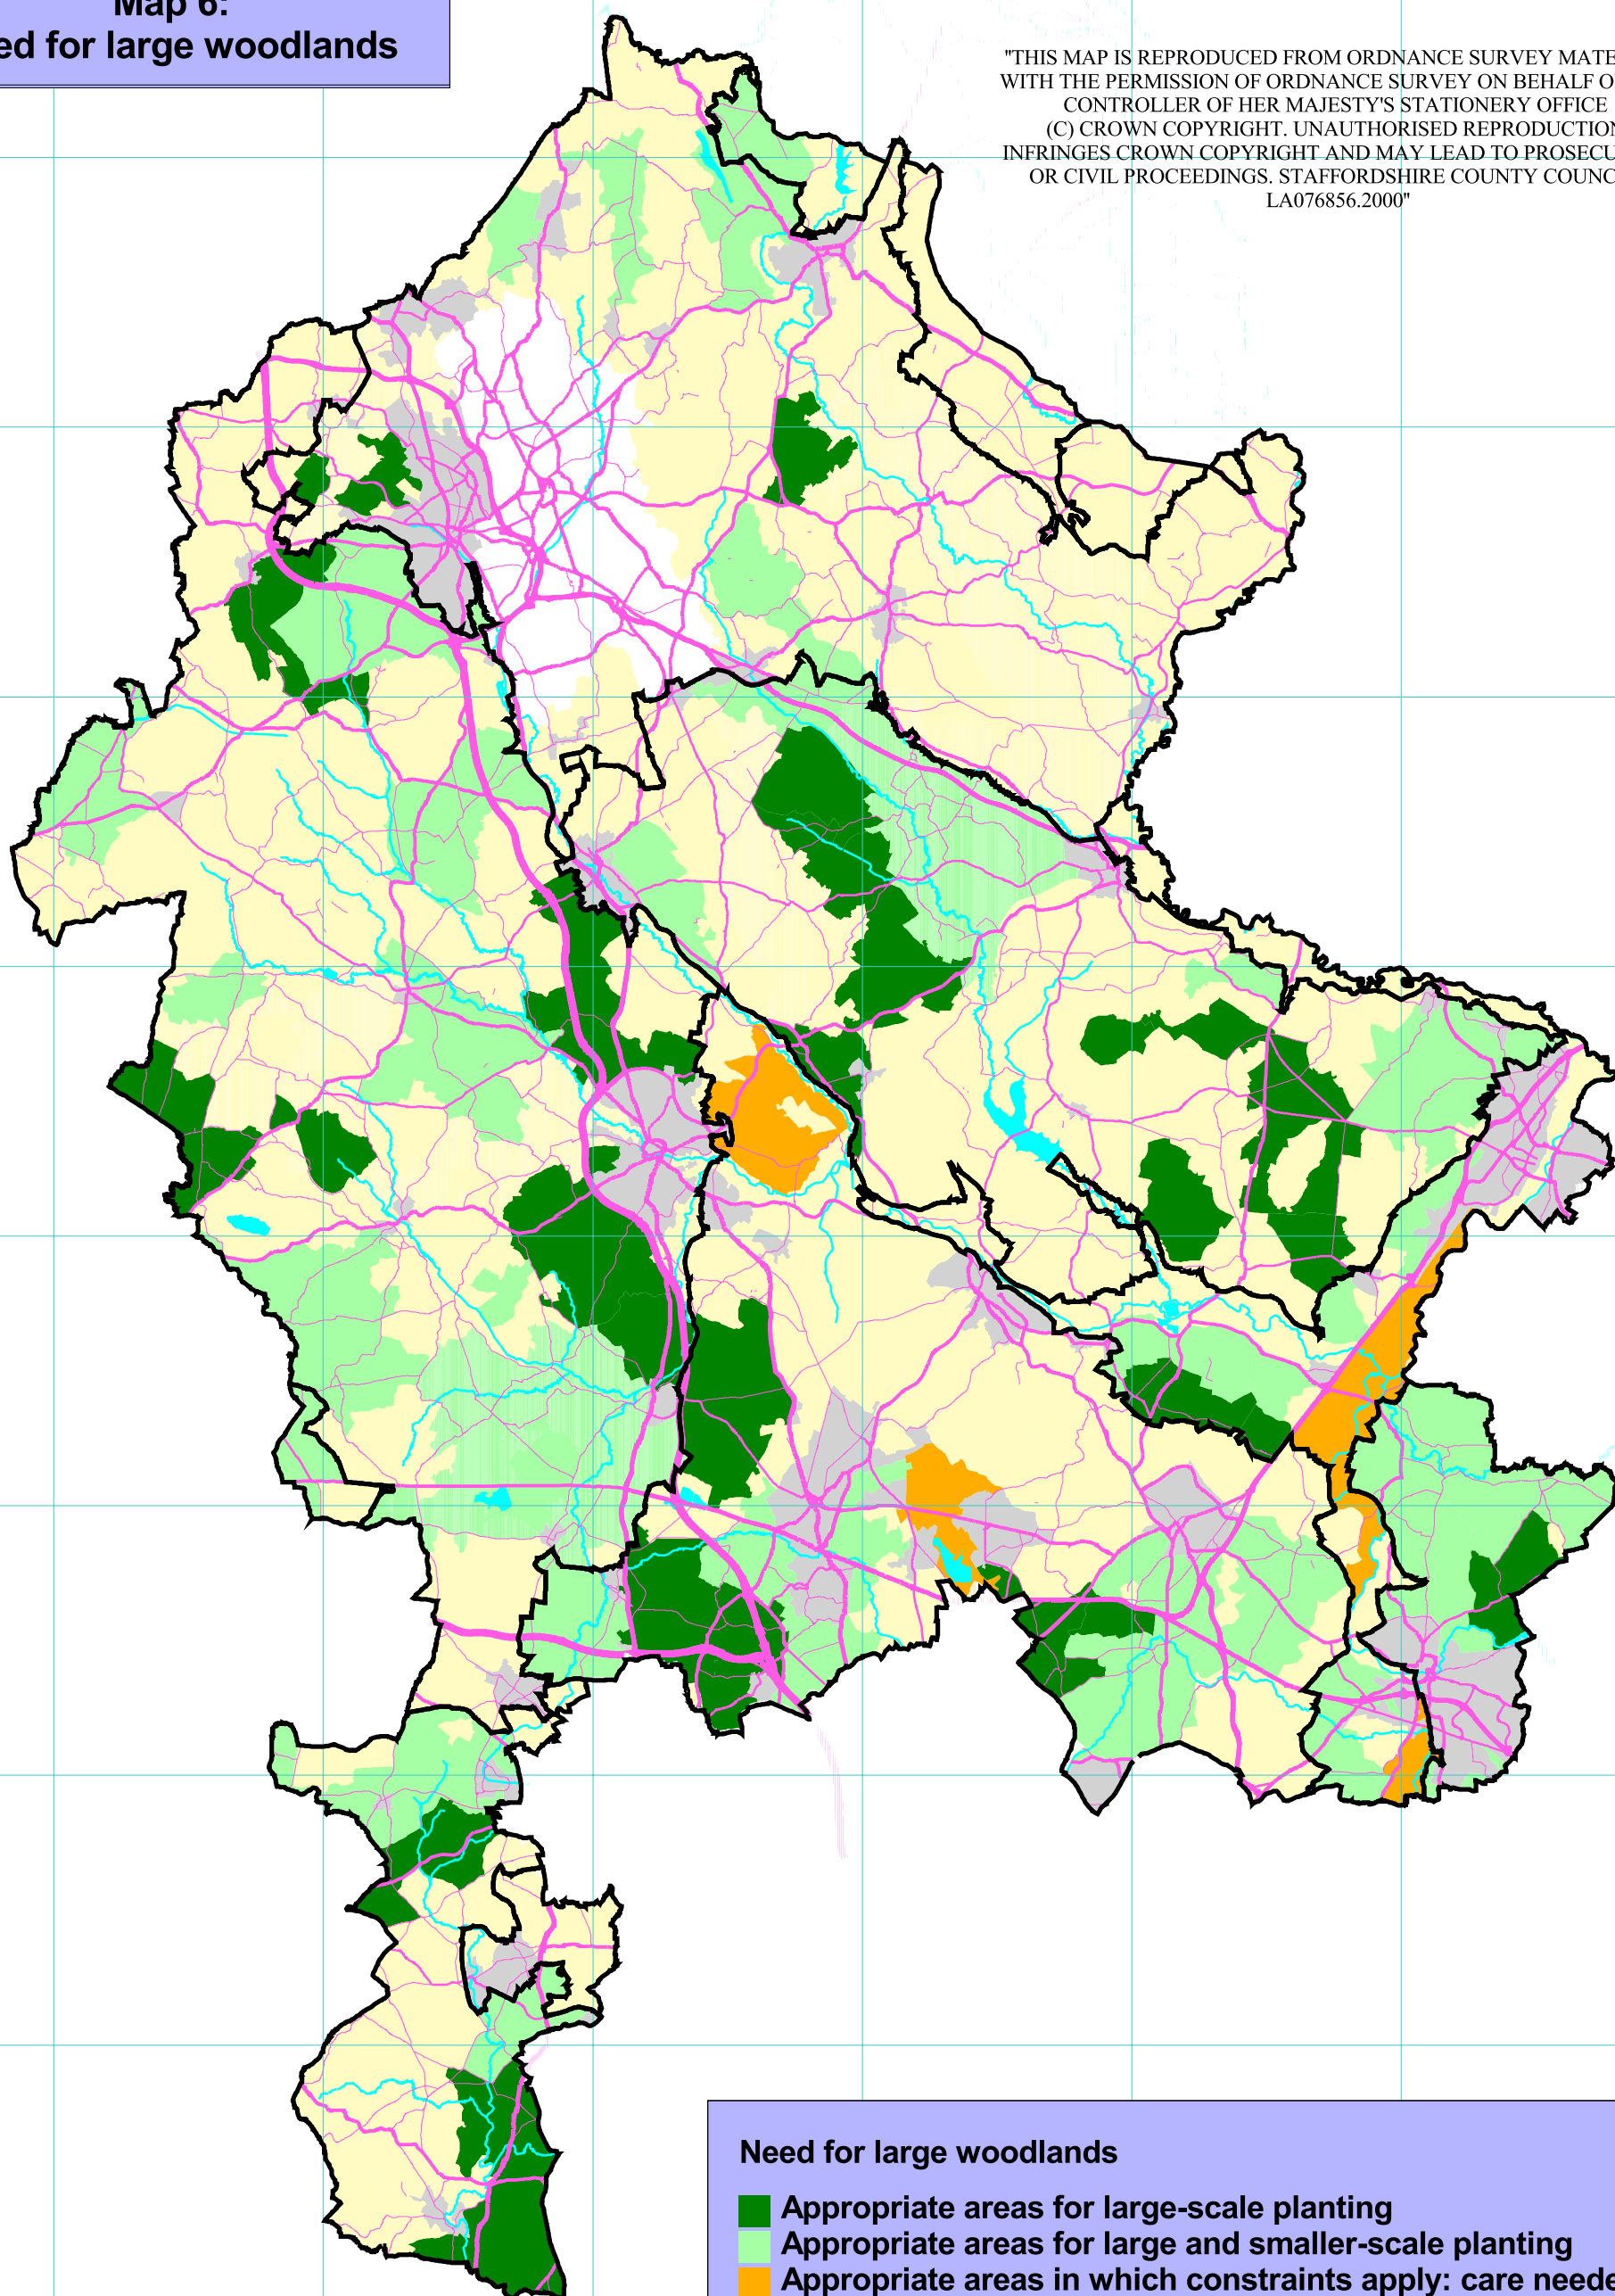 Map 6:
ed for large woodlands
"THIS MAP IS REPRODUCED FROM ORDNANCE SURVEY MATE
WITH THE PERMISSION OF ORDNANCE SURVEY ON BEHALF O
CONTROLLER OF HER MAJESTY'S STATIONERY OFFICE
(C) CROWN COPYRIGHT. UNAUTHORISED REPRODUCTION
INFRINGES CROWN COPYRIGHT AND MAY LEAD TO PROSECU
OR CIVIL PROCEEDINGS. STAFFORDSHIRE COUNTY COUNC
LA076856.2000"
Need for large woodlands
Appropriate areas for large-scale planting
Appropriate areas for large and smaller-scale planting
Appropriate areas in which constraints apply: care neede